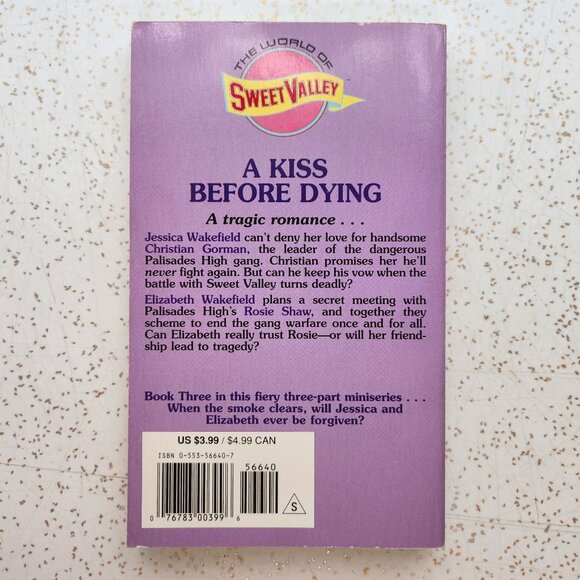 THE WORLD OF
SWEET VALLEY™
A KISS
BEFORE DYING
A tragic romance . . .
Jessica Wakefield can't deny her love for handsome
Christian Gorman, the leader of the dangerous
Palisades High gang. Christian promises her he'll
never fight again. But can he keep his vow when the
battle with Sweet Valley turns deadly?
Elizabeth Wakefield plans a secret meeting with
Palisades High's Rosie Shaw, and together they
scheme to end the gang warfare once and for all.
Can Elizabeth really trust Rosie—or will her friend-
ship lead to tragedy?
Book Three in this fiery three-part miniseries . . .
When the smoke clears, will Jessica and
Elizabeth ever be forgiven?
US $3.99 / $4.99 CAN
ISBN 0-553-56640-7
56640
S
0 76783 00399 6